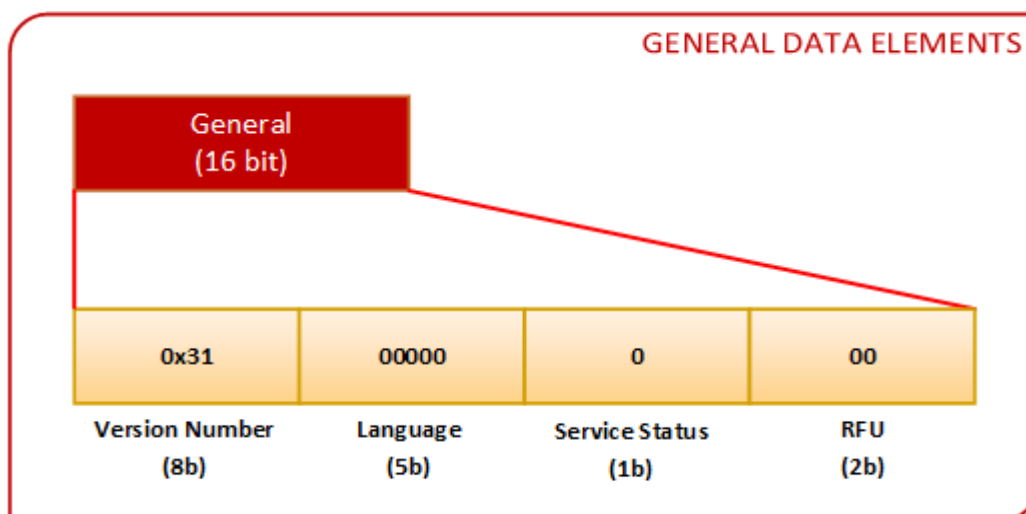 GENERAL DATA ELEMENTS
General
(16 bit)
0x31 00000 0 00
Version Number Language Service Status RFU
(8b) (5b) (1b) (2b)